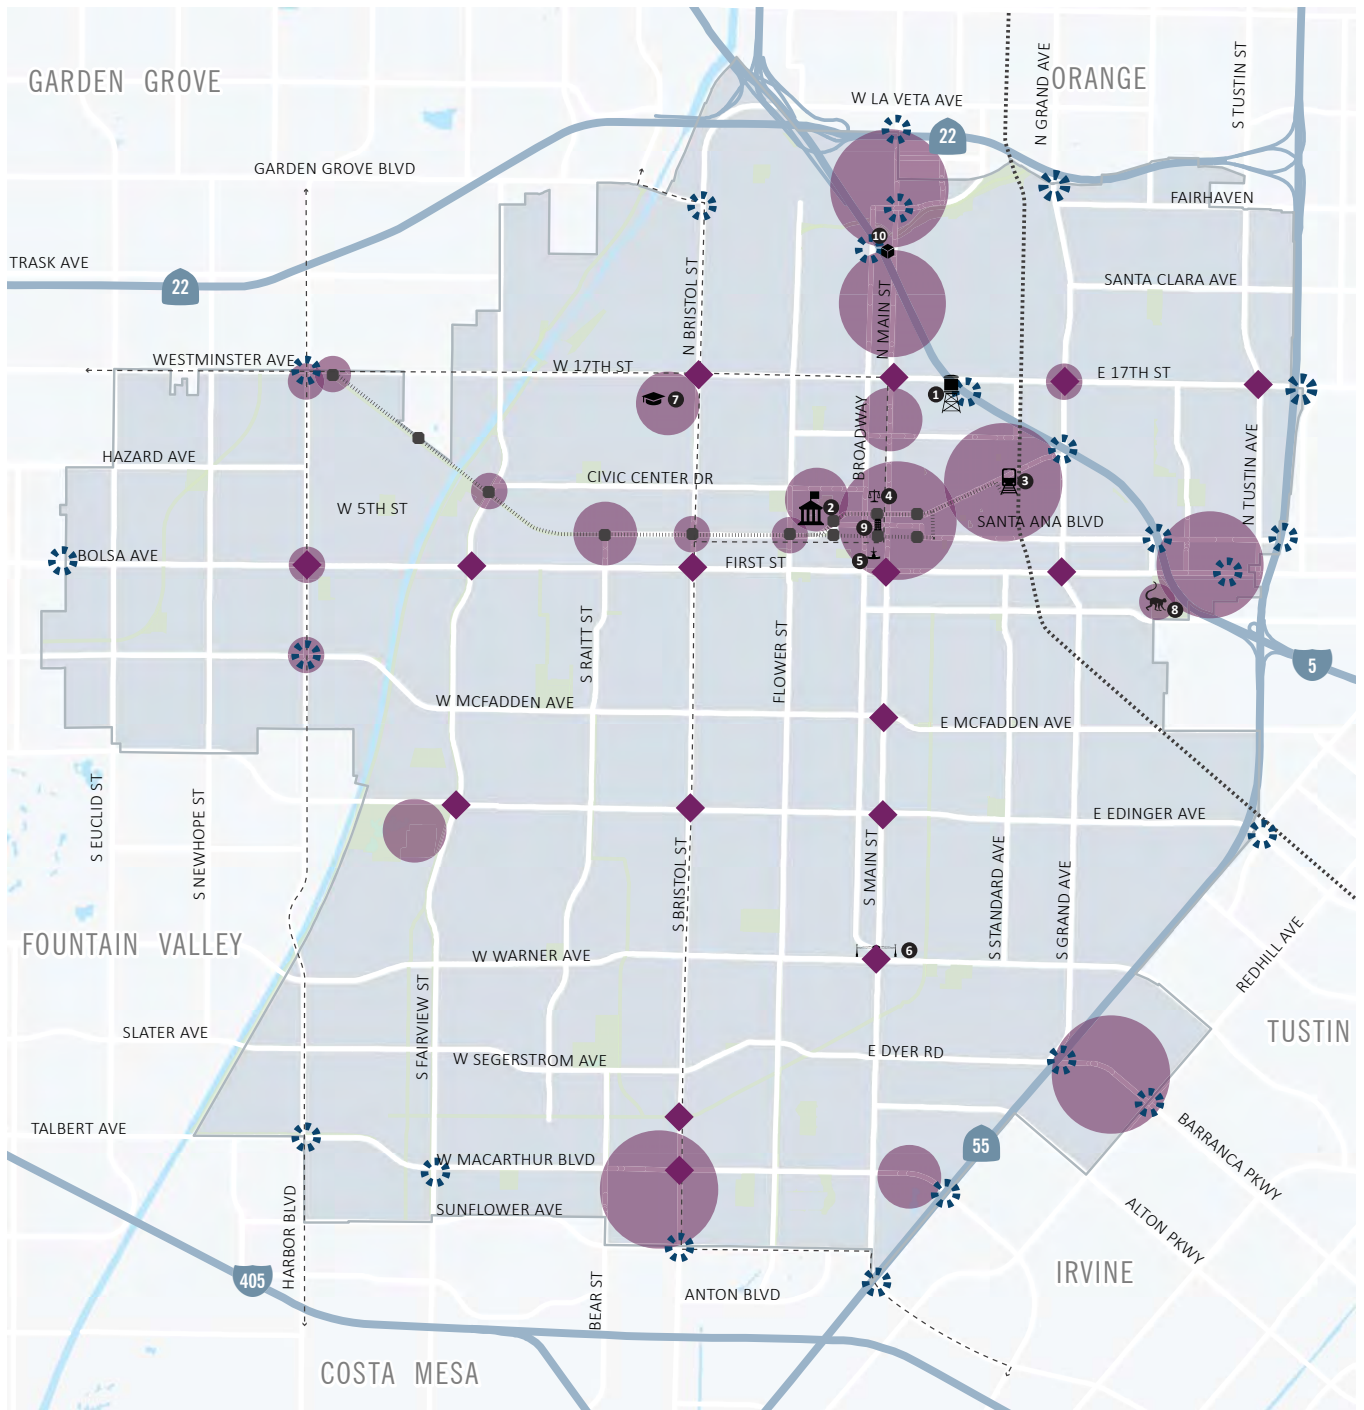 GARDEN GROVE
ORANGE
N GRAND AVE
S TUSTIN ST
W LA VETA AVE
22
GARDEN GROVE BLVD
FAIRHAVEN
10
TRASK AVE
22
SANTA CLARA AVE
N BRISTOL ST
N MAIN ST
WESTMINSTER AVE
W 17TH ST
E 17TH ST
1
7
BROADWAY
HAZARD AVE
CIVIC CENTER DR
N TUSTIN AVE
3
4
W 5TH ST
2
9
SANTA ANA BLVD
BOLSA AVE
FIRST ST
5
8
S RAITT ST
FLOWER ST
5
W MCFADDEN AVE
E MCFADDEN AVE
S EUCLID ST
S NEWHOPE ST
E EDINGER AVE
S BRISTOL ST
S MAIN ST
S STANDARD AVE
S GRAND AVE
FOUNTAIN VALLEY
W WARNER AVE
6
REDHILL AVE
S FAIRVIEW ST
SLATER AVE
TUSTIN
W SEGERSTROM AVE
E DYER RD
TALBERT AVE
BARRANCA PKWY
55
W MACARTHUR BLVD
SUNFLOWER AVE
HARBOR BLVD
ALTON PKWY
405
IRVINE
BEAR ST
ANTON BLVD
COSTA MESA